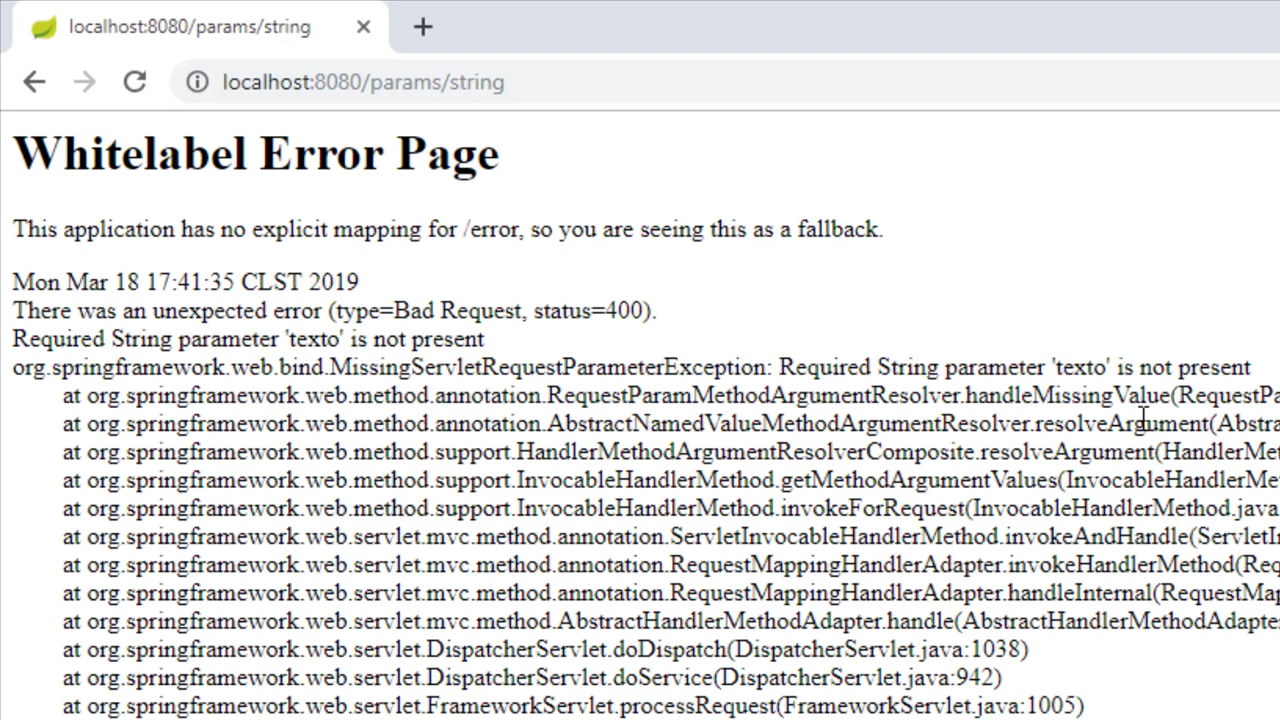 localhost:8080/params/string
localhost:8080/params/string
Whitelabel Error Page
This application has no explicit mapping for /error, so you are seeing this as a fallback.
Mon Mar 18 17:41:35 CLST 2019
There was an unexpected error (type=Bad Request, status=400).
Required String parameter 'texto' is not present
org.springframework.web.bind.MissingServletRequestParameterException: Required String parameter 'texto' is not present
at org.springframework.web.method.annotation.RequestParamMethodArgumentResolver.handleMissingValue(RequestPa
at org.springframework.web.method.annotation.AbstractNamedValueMethodArgumentResolver.resolveArgument(Abstra
at org.springframework.web.method.support.HandlerMethodArgumentResolverComposite.resolveArgument(HandlerMet
at org.springframework.web.method.support.InvocableHandlerMethod.getMethodArgumentValues(InvocableHandlerMe
at org.springframework.web.method.support.InvocableHandlerMethod.invokeForRequest(InvocableHandlerMethod.java
at org.springframework.web.servlet.mvc.method.annotation.ServletInvocableHandlerMethod.invokeAndHandle(ServletIn
at org.springframework.web.servlet.mvc.method.annotation.RequestMappingHandlerAdapter.invokeHandlerMethod(Req
at org.springframework.web.servlet.mvc.method.annotation.RequestMappingHandlerAdapter.handleInternal(RequestMap
at org.springframework.web.servlet.mvc.method.AbstractHandlerMethodAdapter.handle(AbstractHandlerMethodAdapte
at org.springframework.web.servlet.DispatcherServlet.doDispatch(DispatcherServlet.java:1038)
at org.springframework.web.servlet.DispatcherServlet.doService(DispatcherServlet.java:942)
at org.springframework.web.servlet.FrameworkServlet.processRequest(FrameworkServlet.java:1005)